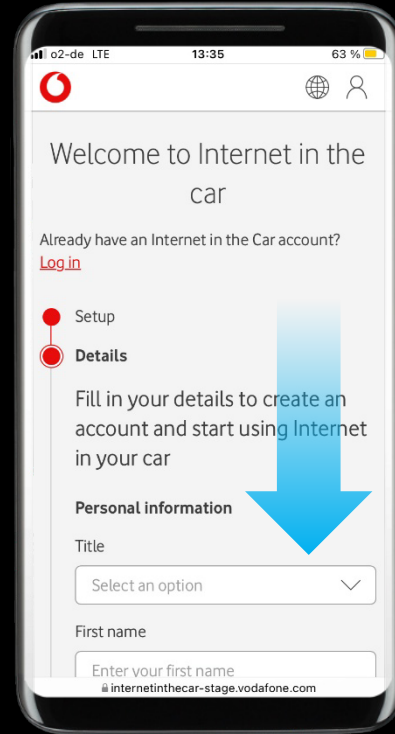 o2-de LTE 13:35 63 %
Welcome to Internet in the
car
Already have an Internet in the Car account?
Log in
Setup
Details
Fill in your details to create an
account and start using Internet
in your car
Personal information
Title
Select an option
First name
Enter your first name
internetinthecar-stage.vodafone.com